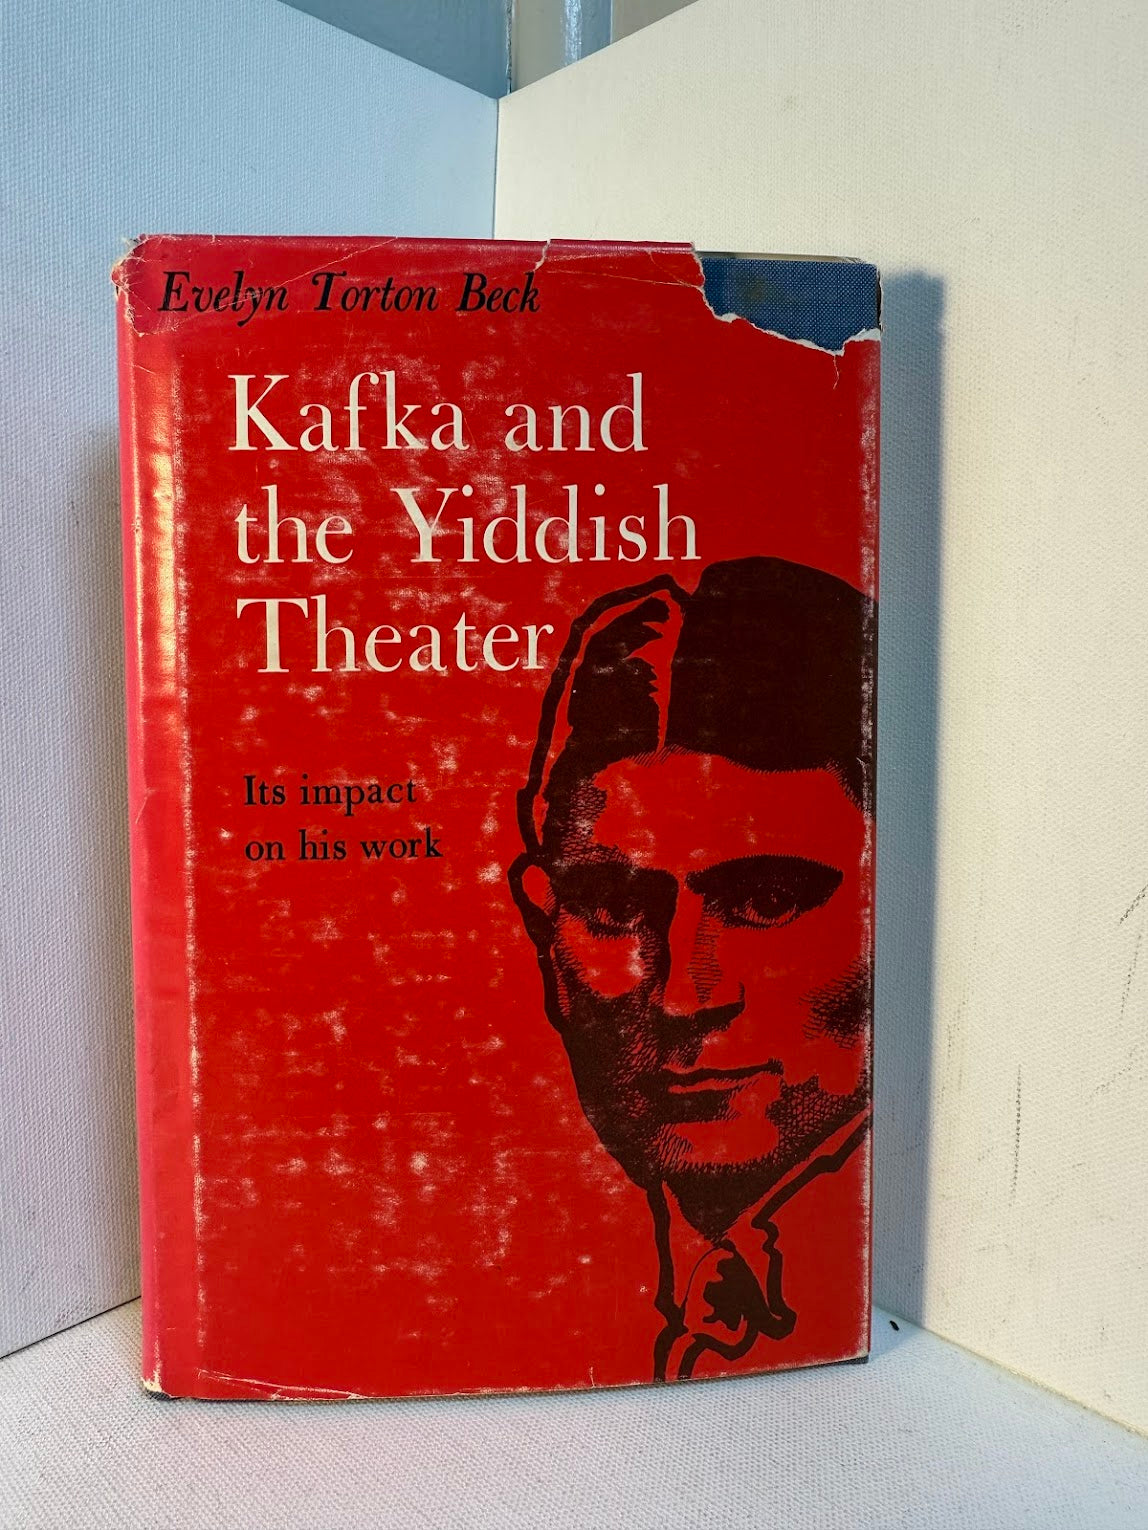 Evelyn Torton Beck
Kafka and
the Yiddish
Theater
Its impact
on his work